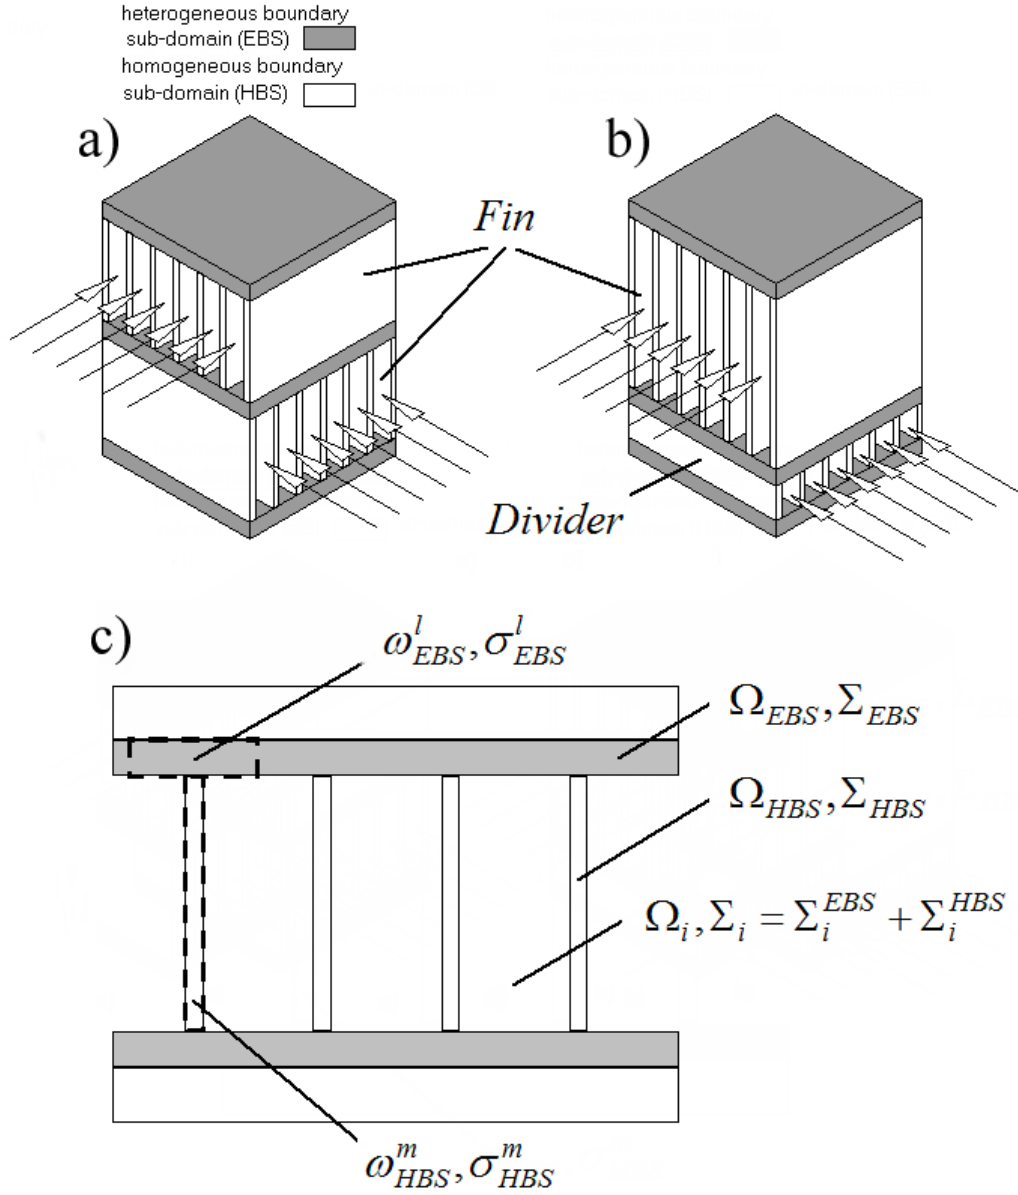 heterogeneous boundary
sub-domain (EBS)
homogeneous boundary
sub-domain (HBS)
a)
b)
Fin
Divider
c)
ω^l_EBS, σ^l_EBS
Ω_EBS, Σ_EBS
Ω_HBS, Σ_HBS
Ω_i, Σ_i = Σ_i^EBS + Σ_i^HBS
ω^m_HBS, σ^m_HBS